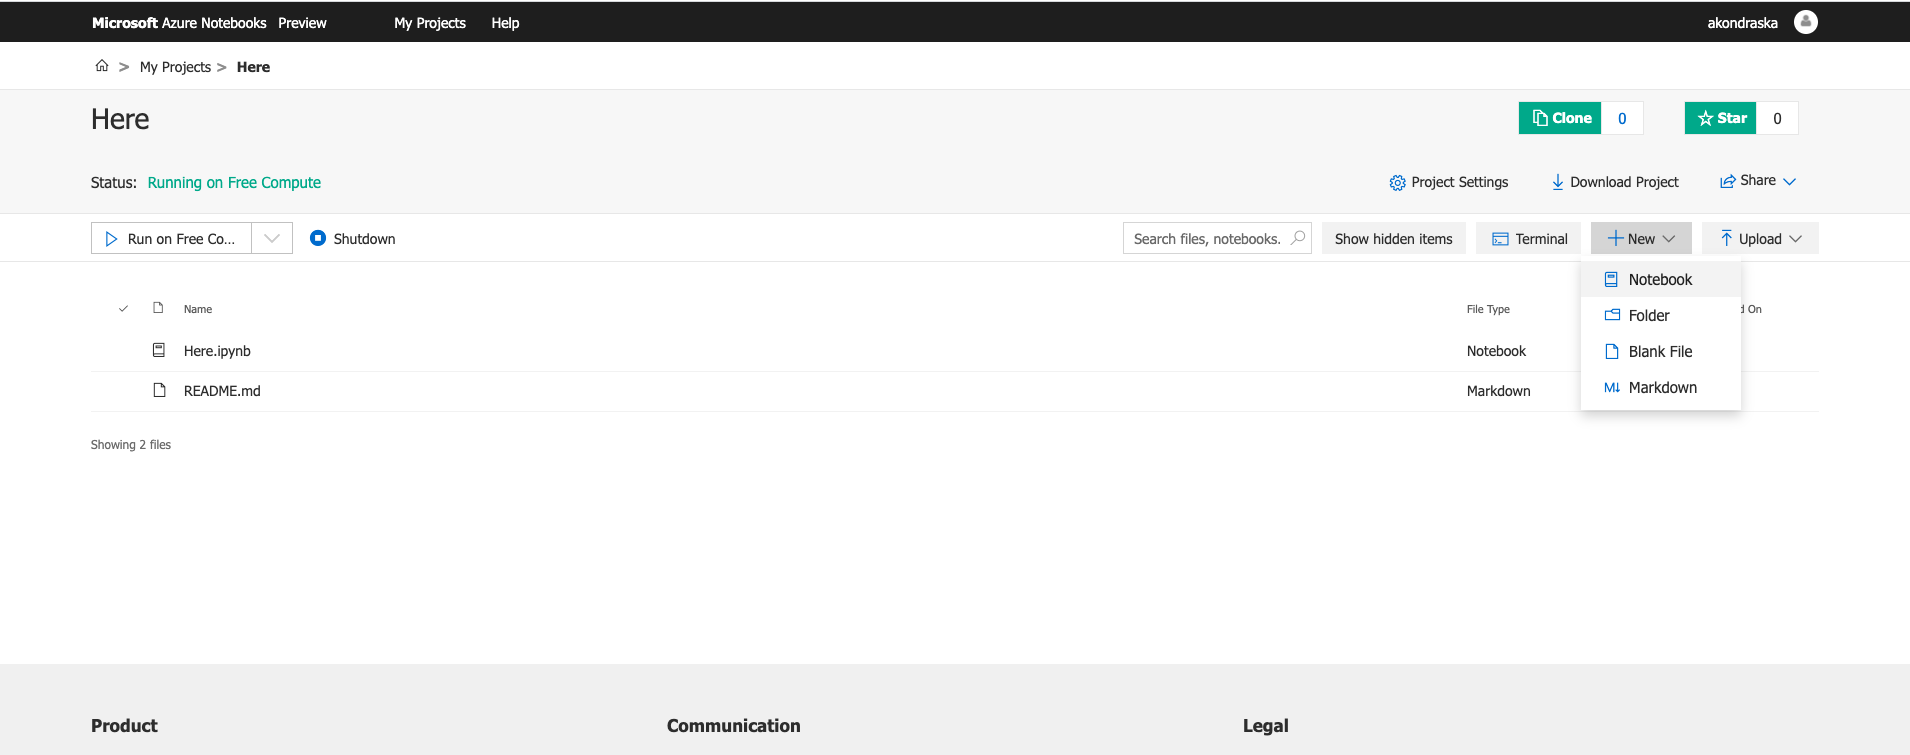 Microsoft Azure Notebooks Preview My Projects Help akondraska
> My Projects > Here
Here
Clone 0 Star 0
Status: Running on Free Compute
Project Settings Download Project Share
Run on Free Co... Shutdown Search files, notebooks. Show hidden items Terminal New Upload
Notebook
Folder
Blank File
Markdown
Name File Type d On
Here.ipynb Notebook
README.md Markdown
Showing 2 files
Product Communication Legal